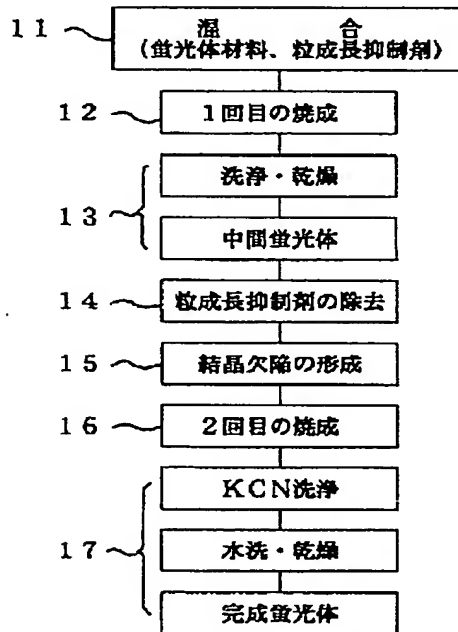 11
混　　合
(蛍光体材料、粒成長抑制剤)
12
1回目の焼成
13
洗浄・乾燥
中間蛍光体
14
粒成長抑制剤の除去
15
結晶欠陥の形成
16
2回目の焼成
17
KCN洗浄
水洗・乾燥
完成蛍光体